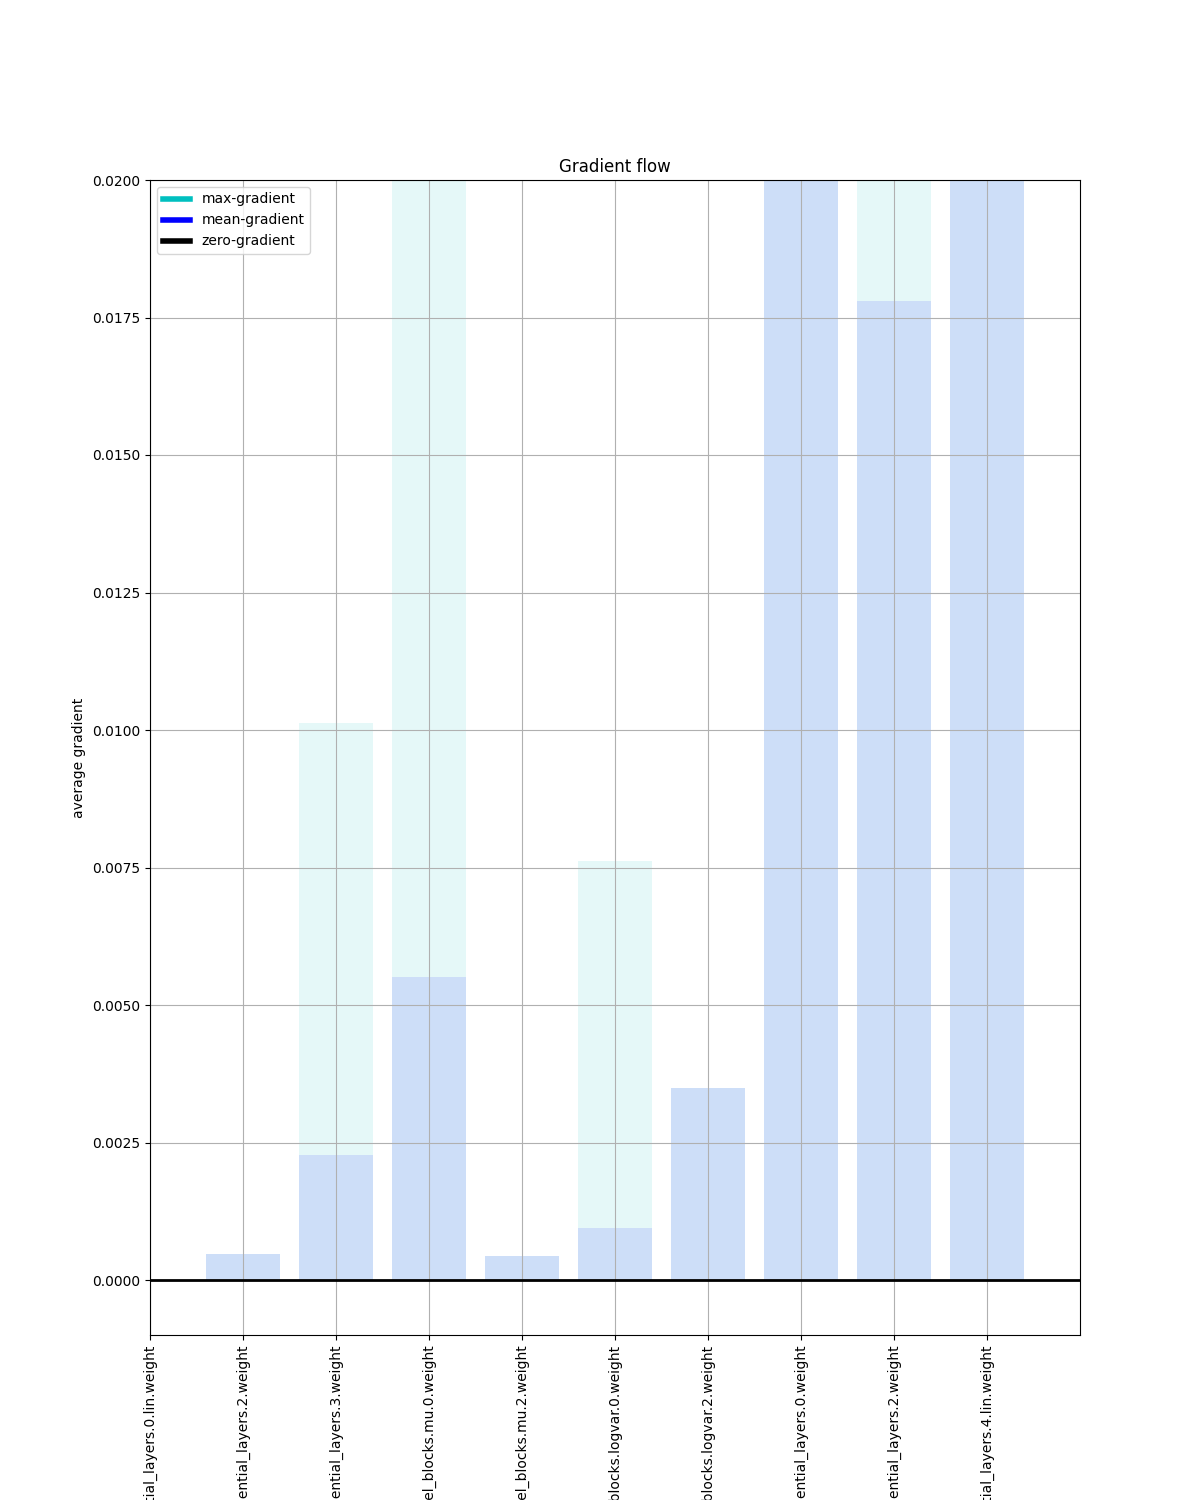 Gradient flow
max-gradient
mean-gradient
zero-gradient
0.0200
0.0175
0.0150
0.0125
0.0100
0.0075
0.0050
0.0025
0.0000
average gradient
tial_layers.0.lin.weight
ential_layers.2.weight
ential_layers.3.weight
el_blocks.mu.0.weight
el_blocks.mu.2.weight
blocks.logvar.0.weight
blocks.logvar.2.weight
ential_layers.0.weight
ential_layers.2.weight
tial_layers.4.lin.weight